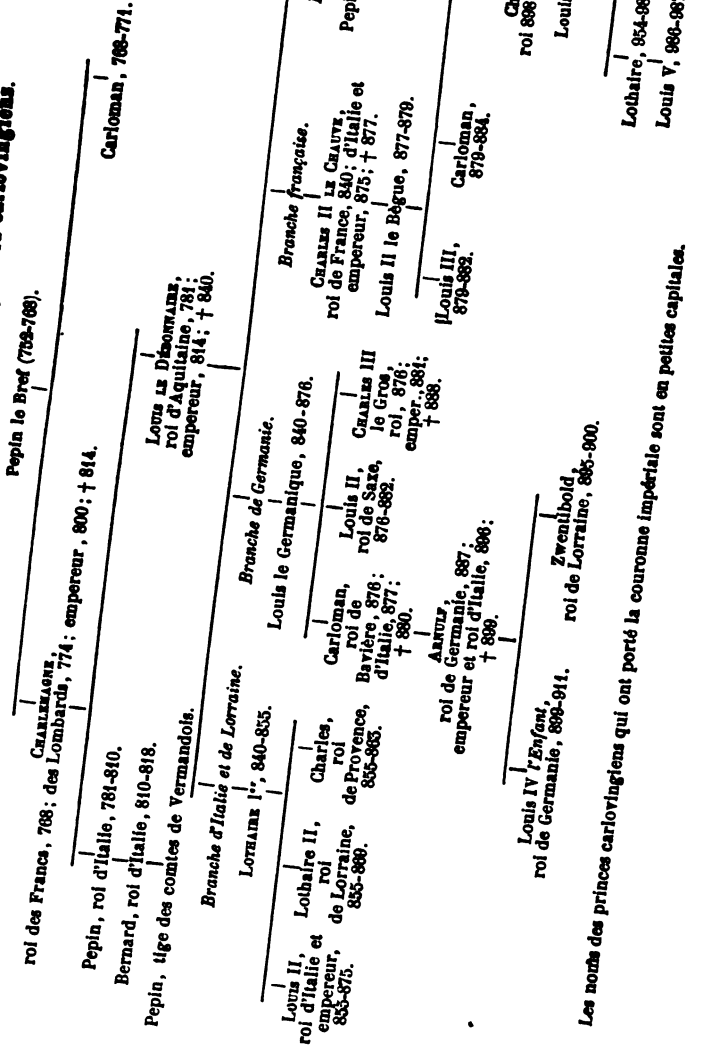 carlovingiens.
Pepin le Bref (752-768).
CHARLEMAGNE,
roi des Francs, 768; des Lombards, 774; empereur, 800; † 814.
Carloman, 768-771.
Pepin, roi d'Italie, 781-810.
Bernard, roi d'Italie, 810-818.
Pepin, tige des comtes de Vermandois.
LOUIS LE DÉBONNAIRE,
roi d'Aquitaine, 781;
empereur, 814; † 840.
Branche d'Italie et de Lorraine.
LOTHAIRE Ier, 840-855.
Branche de Germanie.
Louis le Germanique, 840-876.
Branche française.
CHARLES II LE CHAUVE,
roi de France, 840; d'Italie et
empereur, 875; † 877.
Louis II le Bègue, 877-879.
Pepi
LOUIS II,
roi d'Italie et
empereur,
855-875.
Lothaire II,
roi
de Lorraine,
855-869.
Charles,
roi
de Provence,
855-863.
Carloman,
roi de
Bavière, 876;
d'Italie, 877;
† 880.
Louis II,
roi de Saxe,
876-882.
CHARLES III
le Gros,
roi, 876;
emper., 881;
† 888.
Louis III,
879-882.
Carloman,
879-884.
Ch
roi 898
Louis
ARNULF,
roi de Germanie, 887;
empereur et roi d'Italie, 896;
† 899.
Louis IV l'Enfant,
roi de Germanie, 899-911.
Zwentibold,
roi de Lorraine, 895-900.
Lothaire, 954-98
Louis V, 986-98
Les noms des princes carlovingiens qui ont porté la couronne impériale sont en petites capitales.